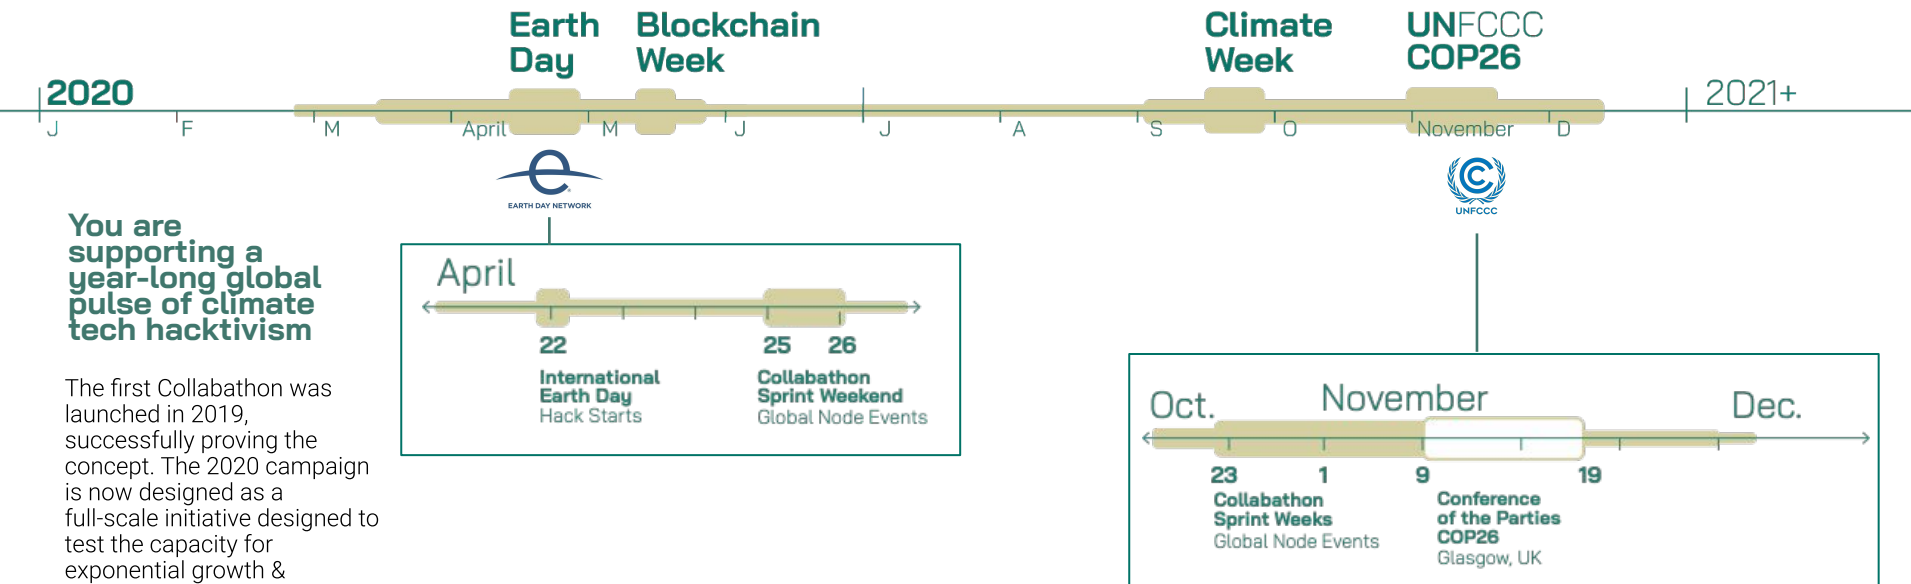 Earth Day
Blockchain Week
Climate Week
UNFCCC COP26
2020
2021+
J
F
M
April
M
J
J
A
S
O
November
D
EARTH DAY NETWORK
UNFCCC
You are
supporting a
year-long global
pulse of climate
tech hacktivism
The first Collabathon was
launched in 2019,
successfully proving the
concept. The 2020 campaign
is now designed as a
full-scale initiative designed to
test the capacity for
exponential growth &
April
22
International
Earth Day
Hack Starts
25
26
Collabathon
Sprint Weekend
Global Node Events
Oct.
November
Dec.
23
1
9
19
Collabathon
Sprint Weeks
Global Node Events
Conference
of the Parties
COP26
Glasgow, UK